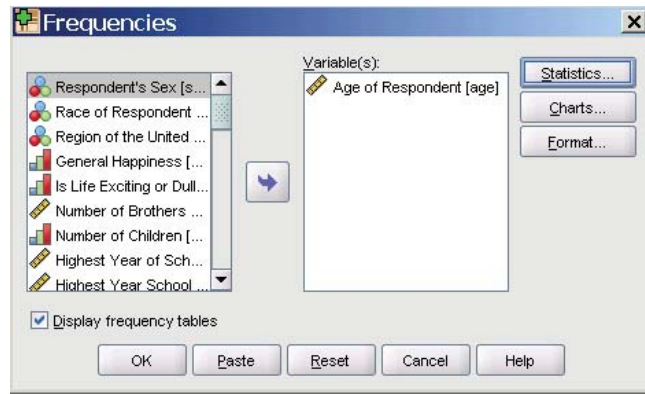 Frequencies
Respondent's Sex [s...
Race of Respondent ...
Region of the United ...
General Happiness [...
Is Life Exciting or Dull...
Number of Brothers ...
Number of Children [...
Highest Year of Sch...
Highest Year School ...
Variable(s):
Age of Respondent [age]
Statistics...
Charts...
Format...
Display frequency tables
OK
Paste
Reset
Cancel
Help